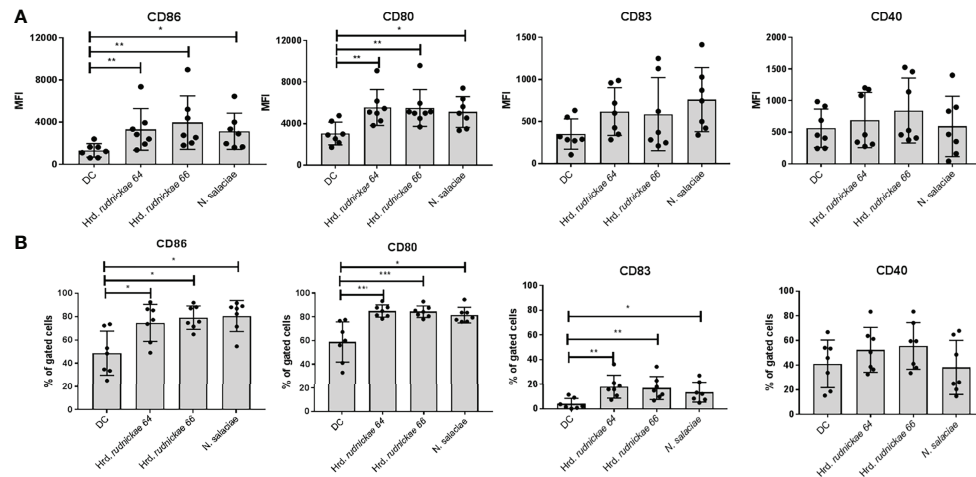 A
CD86
*
**
**
12000
8000
4000
0
MFI
DC
Hrd. rudnickae 64
Hrd. rudnickae 66
N. salaciae
CD80
*
**
**
12000
8000
4000
0
MFI
DC
Hrd. rudnickae 64
Hrd. rudnickae 66
N. salaciae
CD83
1500
1000
500
0
MFI
DC
Hrd. rudnickae 64
Hrd. rudnickae 66
N. salaciae
CD40
2000
1500
1000
500
0
MFI
DC
Hrd. rudnickae 64
Hrd. rudnickae 66
N. salaciae
B
CD86
*
*
*
100
80
60
40
20
0
% of gated cells
DC
Hrd. rudnickae 64
Hrd. rudnickae 66
N. salaciae
CD80
*
***
***
100
80
60
40
20
0
% of gated cells
DC
Hrd. rudnickae 64
Hrd. rudnickae 66
N. salaciae
CD83
*
**
**
100
80
60
40
20
0
% of gated cells
DC
Hrd. rudnickae 64
Hrd. rudnickae 66
N. salaciae
CD40
100
80
60
40
20
0
% of gated cells
DC
Hrd. rudnickae 64
Hrd. rudnickae 66
N. salaciae